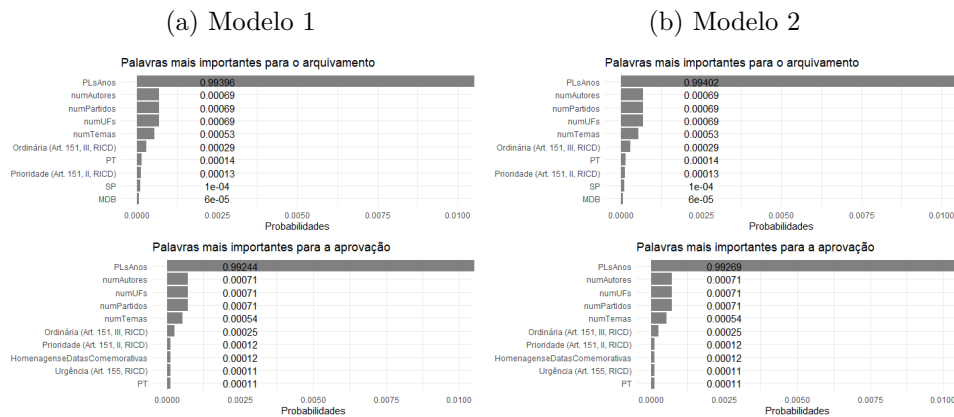 (a) Modelo 1
Palavras mais importantes para o arquivamento
PLsAnos 0.99396
numAutores 0.00069
numPartidos 0.00069
numUFs 0.00069
numTemas 0.00053
Ordinária (Art. 151, III, RICD) 0.00029
PT 0.00014
Prioridade (Art. 151, II, RICD) 0.00013
SP 1e-04
MDB 6e-05
0.0000 0.0025 0.0050 0.0075 0.0100
Probabilidades
Palavras mais importantes para a aprovação
PLsAnos 0.99244
numAutores 0.00071
numUFs 0.00071
numPartidos 0.00071
numTemas 0.00054
Ordinária (Art. 151, III, RICD) 0.00025
Prioridade (Art. 151, II, RICD) 0.00012
HomenagenseDatasComemorativas 0.00012
Urgência (Art. 155, RICD) 0.00011
PT 0.00011
0.0000 0.0025 0.0050 0.0075 0.0100
Probabilidades
(b) Modelo 2
Palavras mais importantes para o arquivamento
PLsAnos 0.99402
numAutores 0.00069
numPartidos 0.00069
numUFs 0.00069
numTemas 0.00053
Ordinária (Art. 151, III, RICD) 0.00029
PT 0.00014
Prioridade (Art. 151, II, RICD) 0.00013
SP 1e-04
MDB 6e-05
0.0000 0.0025 0.0050 0.0075 0.0100
Probabilidades
Palavras mais importantes para a aprovação
PLsAnos 0.99269
numAutores 0.00071
numUFs 0.00071
numPartidos 0.00071
numTemas 0.00054
Ordinária (Art. 151, III, RICD) 0.00025
Prioridade (Art. 151, II, RICD) 0.00012
HomenagenseDatasComemorativas 0.00012
Urgência (Art. 155, RICD) 0.00011
PT 0.00011
0.0000 0.0025 0.0050 0.0075 0.0100
Probabilidades